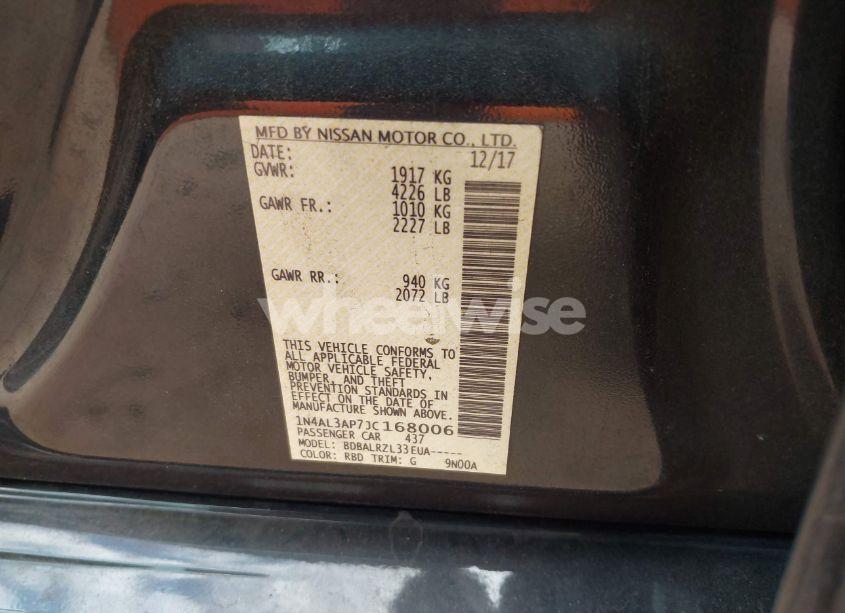 MFD BY NISSAN MOTOR CO., LTD.
DATE: 12/17
GVWR: 1917 KG
4226 LB
GAWR FR.: 1010 KG
2227 LB
GAWR RR.: 940 KG
2072 LB
wheelwise
THIS VEHICLE CONFORMS TO
ALL APPLICABLE FEDERAL
MOTOR VEHICLE SAFETY,
BUMPER, AND THEFT
PREVENTION STANDARDS IN
EFFECT ON THE DATE OF
MANUFACTURE SHOWN ABOVE.
1N4AL3AP7JC168006
PASSENGER CAR 437
MODEL: BDBALRZL33EUA-----
COLOR: RBD TRIM: G 9N00A